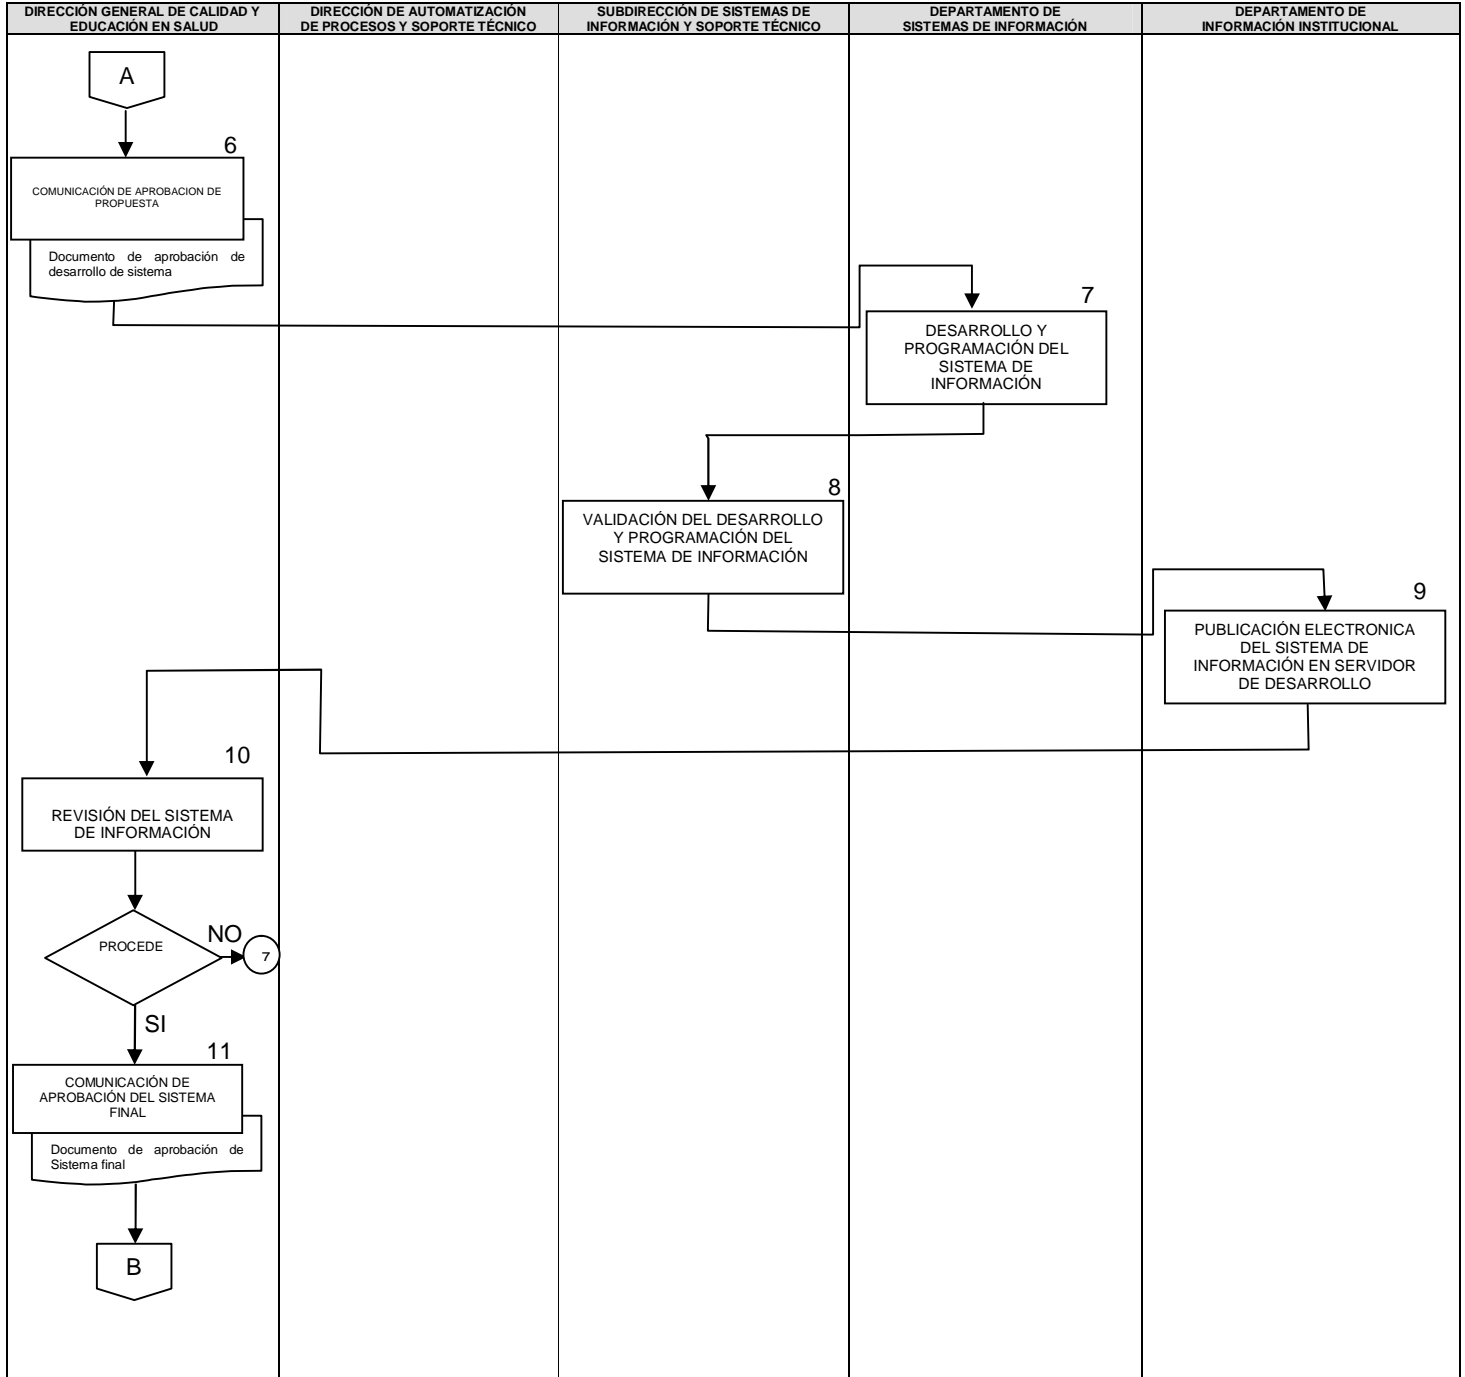 DIRECCIÓN GENERAL DE CALIDAD Y
EDUCACIÓN EN SALUD
DIRECCIÓN DE AUTOMATIZACIÓN
DE PROCESOS Y SOPORTE TÉCNICO
SUBDIRECCIÓN DE SISTEMAS DE
INFORMACIÓN Y SOPORTE TÉCNICO
DEPARTAMENTO DE
SISTEMAS DE INFORMACIÓN
DEPARTAMENTO DE
INFORMACIÓN INSTITUCIONAL
A
6
COMUNICACIÓN DE APROBACION DE
PROPUESTA
Documento de aprobación de
desarrollo de sistema
7
DESARROLLO Y
PROGRAMACIÓN DEL
SISTEMA DE
INFORMACIÓN
8
VALIDACIÓN DEL DESARROLLO
Y PROGRAMACIÓN DEL
SISTEMA DE INFORMACIÓN
9
PUBLICACIÓN ELECTRONICA
DEL SISTEMA DE
INFORMACIÓN EN SERVIDOR
DE DESARROLLO
10
REVISIÓN DEL SISTEMA
DE INFORMACIÓN
PROCEDE
NO
7
SI
11
COMUNICACIÓN DE
APROBACIÓN DEL SISTEMA
FINAL
Documento de aprobación de
Sistema final
B